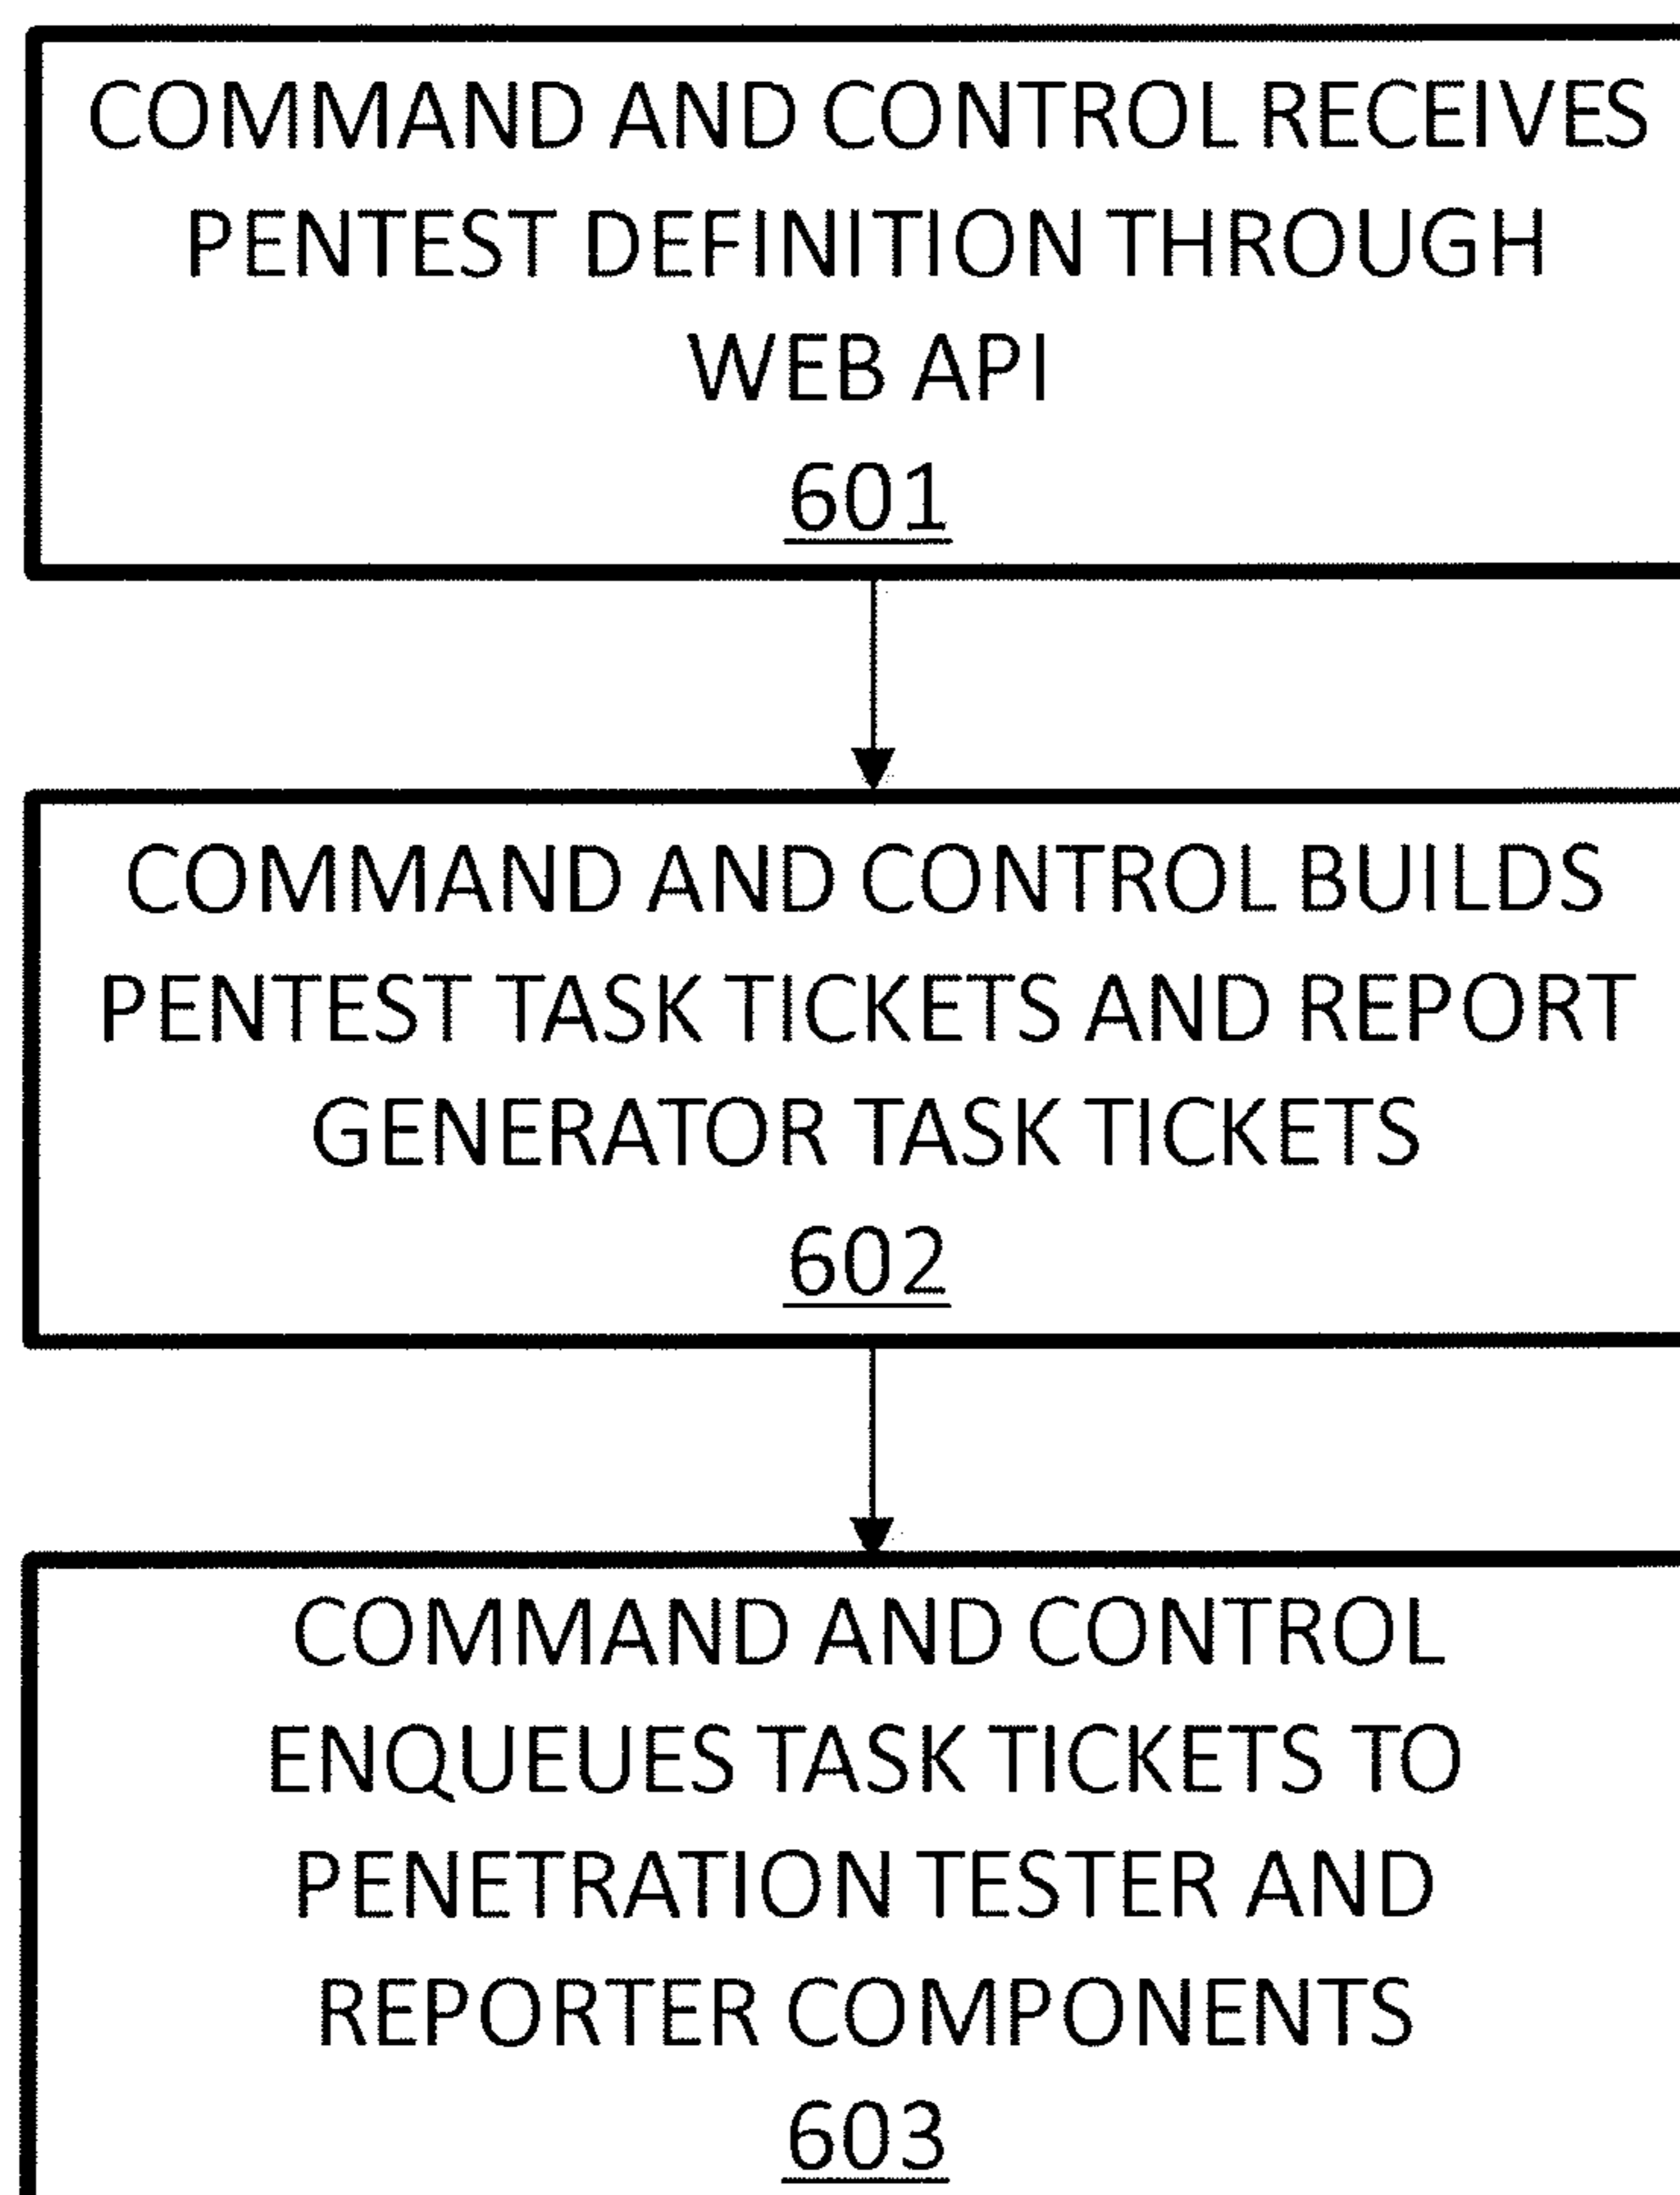 COMMAND AND CONTROL RECEIVES
PENTEST DEFINITION THROUGH
WEB API
601
COMMAND AND CONTROL BUILDS
PENTEST TASK TICKETS AND REPORT
GENERATOR TASK TICKETS
602
COMMAND AND CONTROL
ENQUEUES TASK TICKETS TO
PENETRATION TESTER AND
REPORTER COMPONENTS
603